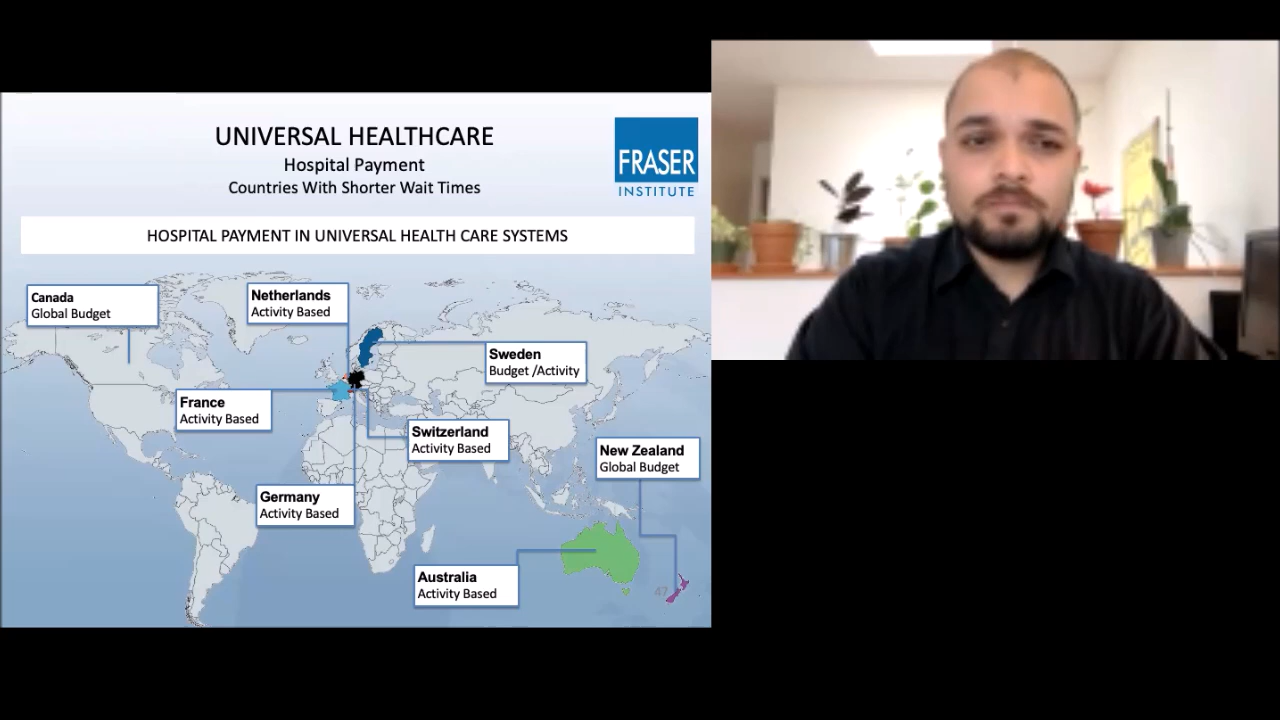 UNIVERSAL HEALTHCARE
Hospital Payment
Countries With Shorter Wait Times
FRASER
INSTITUTE
HOSPITAL PAYMENT IN UNIVERSAL HEALTH CARE SYSTEMS
Canada
Global Budget
Netherlands
Activity Based
Sweden
Budget /Activity
France
Activity Based
Switzerland
Activity Based
New Zealand
Global Budget
Germany
Activity Based
Australia
Activity Based
47